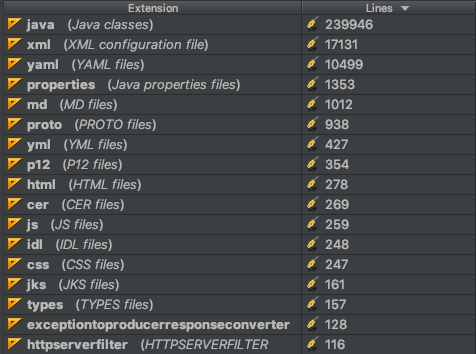 Extension Lines
java (Java classes) 239946
xml (XML configuration file) 17131
yaml (YAML files) 10499
properties (Java properties files) 1353
md (MD files) 1012
proto (PROTO files) 938
yml (YML files) 427
p12 (P12 files) 354
html (HTML files) 278
cer (CER files) 269
js (JS files) 259
idl (IDL files) 248
css (CSS files) 247
jks (JKS files) 161
types (TYPES files) 157
exceptiontoproducerresponseconverter 128
httpserverfilter (HTTPSERVERFILTER 116